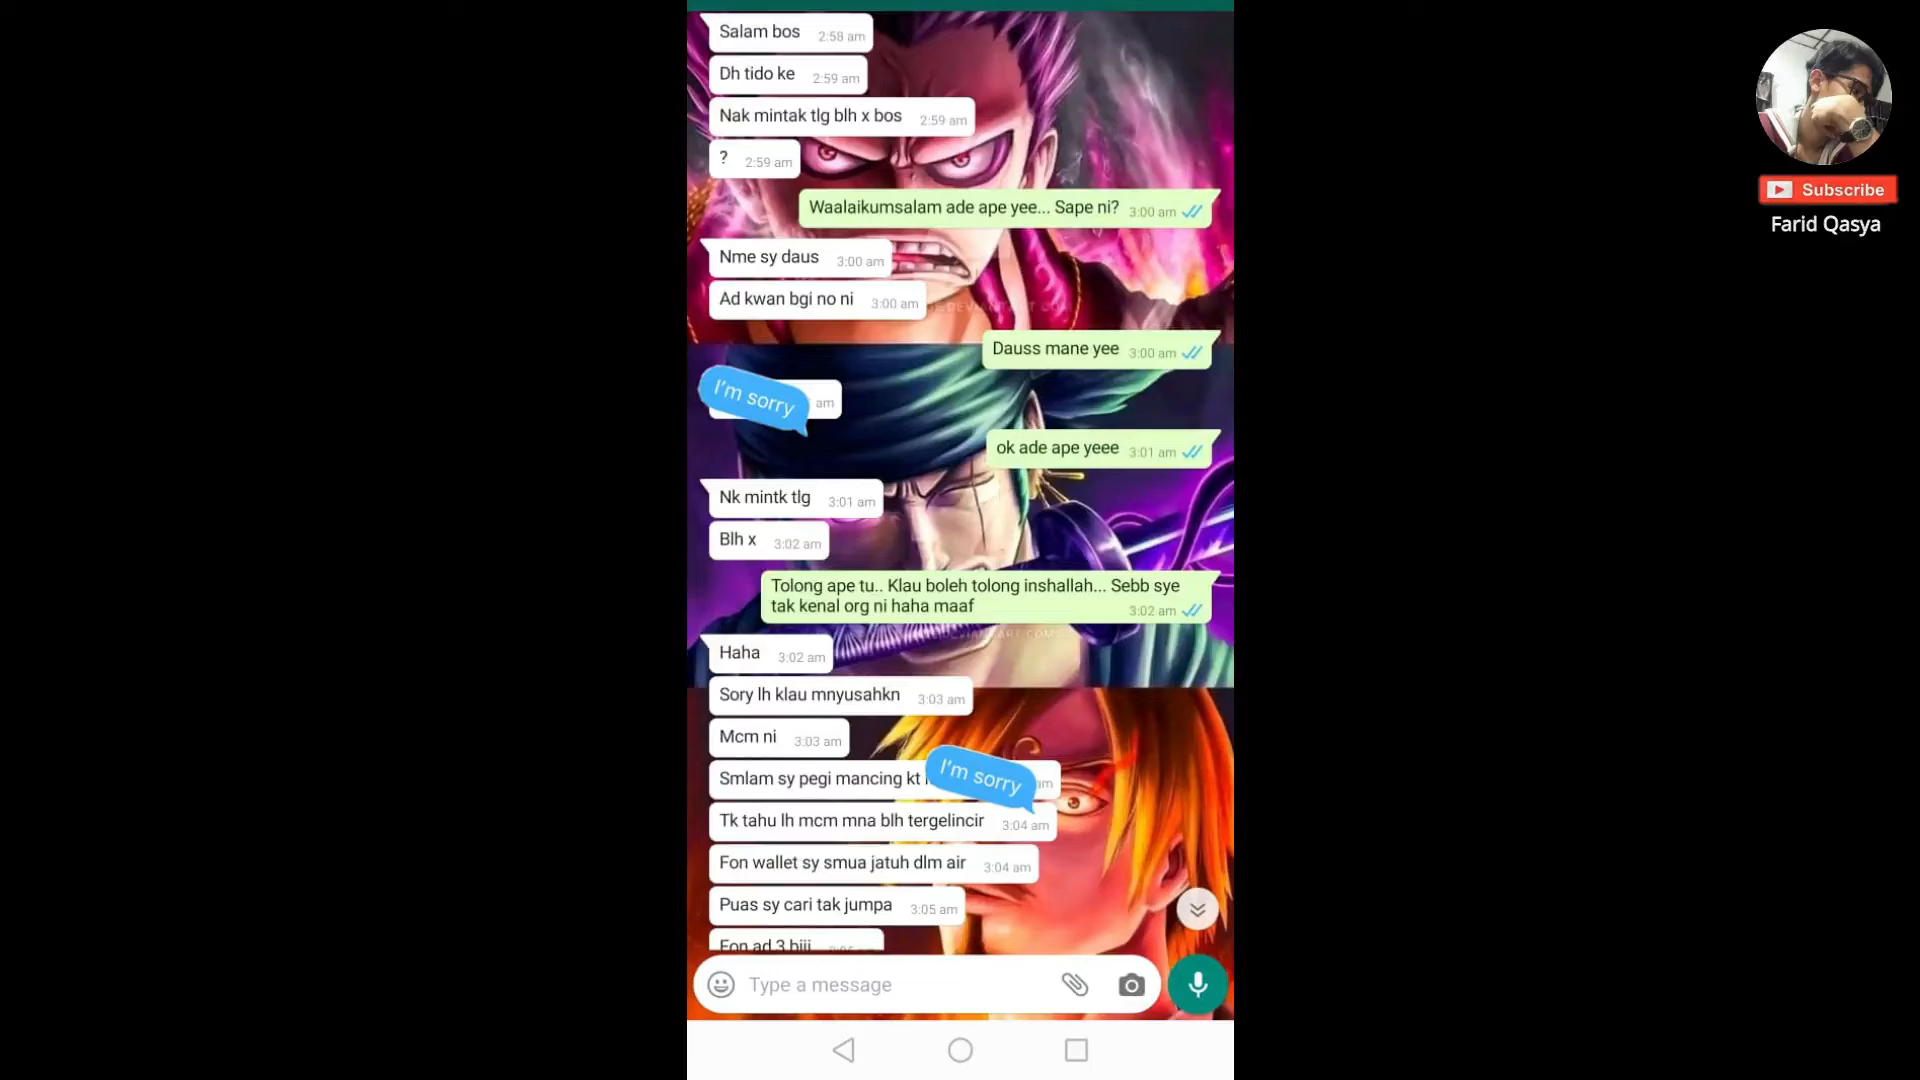 Salam bos 2:58 am
Dh tido ke 2:59 am
Nak mintak tlg blh x bos 2:59 am
? 2:59 am
Waalaikumsalam ade ape yee... Sape ni? 3:00 am
Nme sy daus 3:00 am
Ad kwan bgi no ni 3:00 am
Dauss mane yee 3:00 am
I'm sorry am
ok ade ape yeee 3:01 am
Nk mintk tlg 3:01 am
Blh x 3:02 am
Tolong ape tu.. Klau boleh tolong inshallah... Sebb sye
tak kenal org ni haha maaf 3:02 am
Haha 3:02 am
Sory lh klau mnyusahkn 3:03 am
Mcm ni 3:03 am
Smlam sy pegi mancing kt I'm sorry am
Tk tahu lh mcm mna blh tergelincir 3:04 am
Fon wallet sy smua jatuh dlm air 3:04 am
Puas sy cari tak jumpa 3:05 am
Fon ad 3 biji
Type a message
Subscribe
Farid Qasya